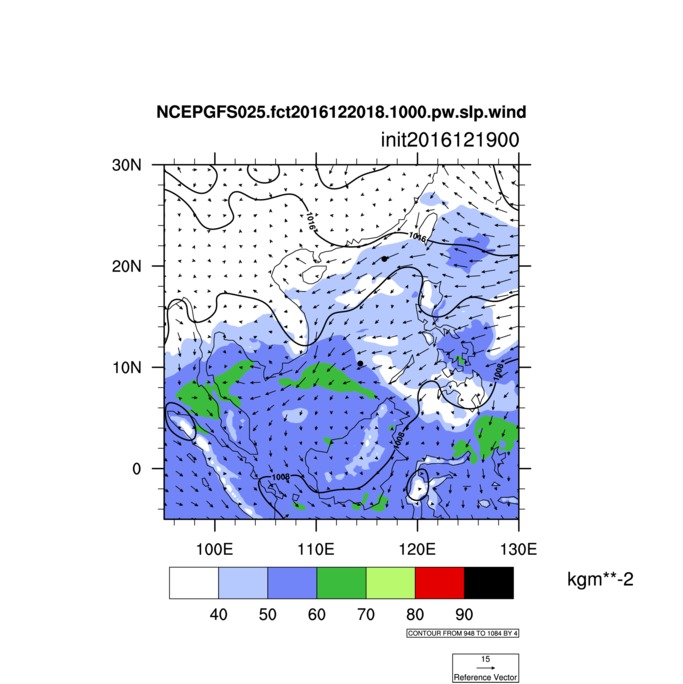 NCEPGFS025.fct2016122018.1000.pw.slp.wind
init2016121900
30N
1016
1016
20N
10N
1008
1008
0
1008
100E 110E 120E 130E
kgm**-2
40 50 60 70 80 90
CONTOUR FROM 948 TO 1084 BY 4
15
Reference Vector